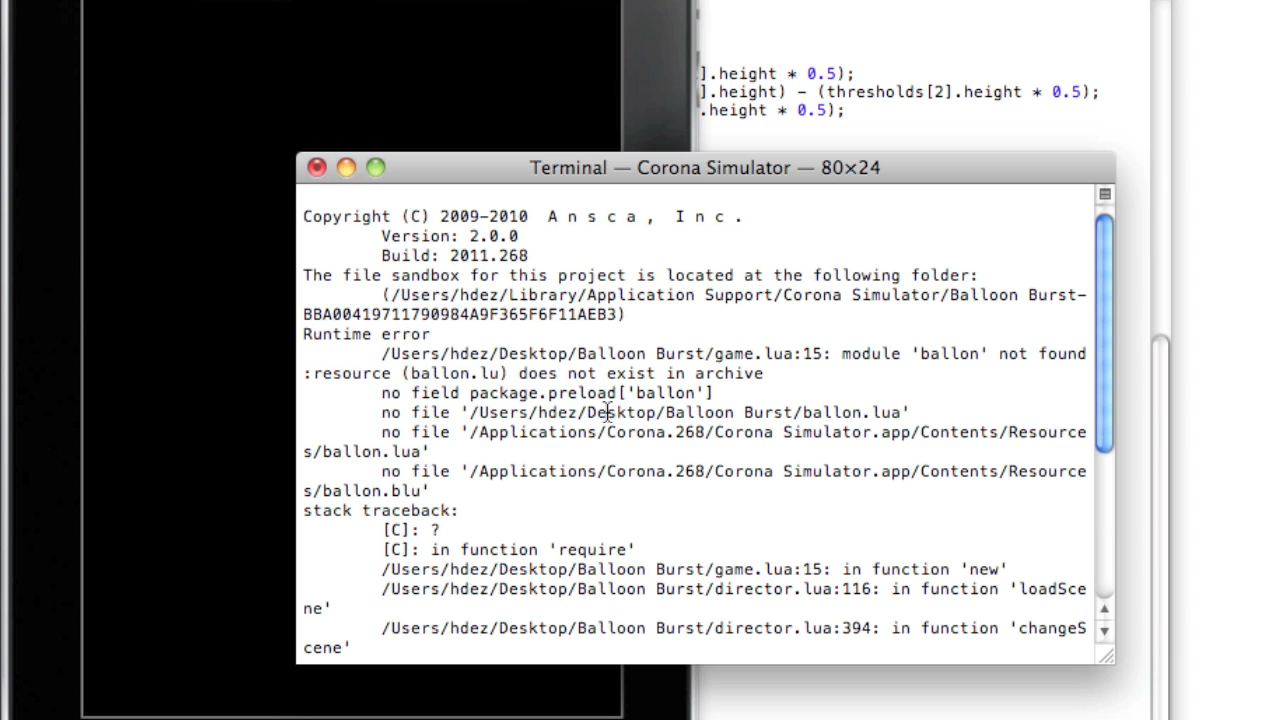 ].height * 0.5);
].height) - (thresholds[2].height * 0.5);
.height * 0.5);
Terminal — Corona Simulator — 80×24
Copyright (C) 2009-2010  A n s c a ,  I n c .
Version: 2.0.0
Build: 2011.268
The file sandbox for this project is located at the following folder:
(/Users/hdez/Library/Application Support/Corona Simulator/Balloon Burst-
BBA00419711790984A9F365F6F11AEB3)
Runtime error
/Users/hdez/Desktop/Balloon Burst/game.lua:15: module 'ballon' not found
:resource (ballon.lu) does not exist in archive
no field package.preload['ballon']
no file '/Users/hdez/Desktop/Balloon Burst/ballon.lua'
no file '/Applications/Corona.268/Corona Simulator.app/Contents/Resource
s/ballon.lua'
no file '/Applications/Corona.268/Corona Simulator.app/Contents/Resource
s/ballon.blu'
stack traceback:
[C]: ?
[C]: in function 'require'
/Users/hdez/Desktop/Balloon Burst/game.lua:15: in function 'new'
/Users/hdez/Desktop/Balloon Burst/director.lua:116: in function 'loadSce
ne'
/Users/hdez/Desktop/Balloon Burst/director.lua:394: in function 'changeS
cene'